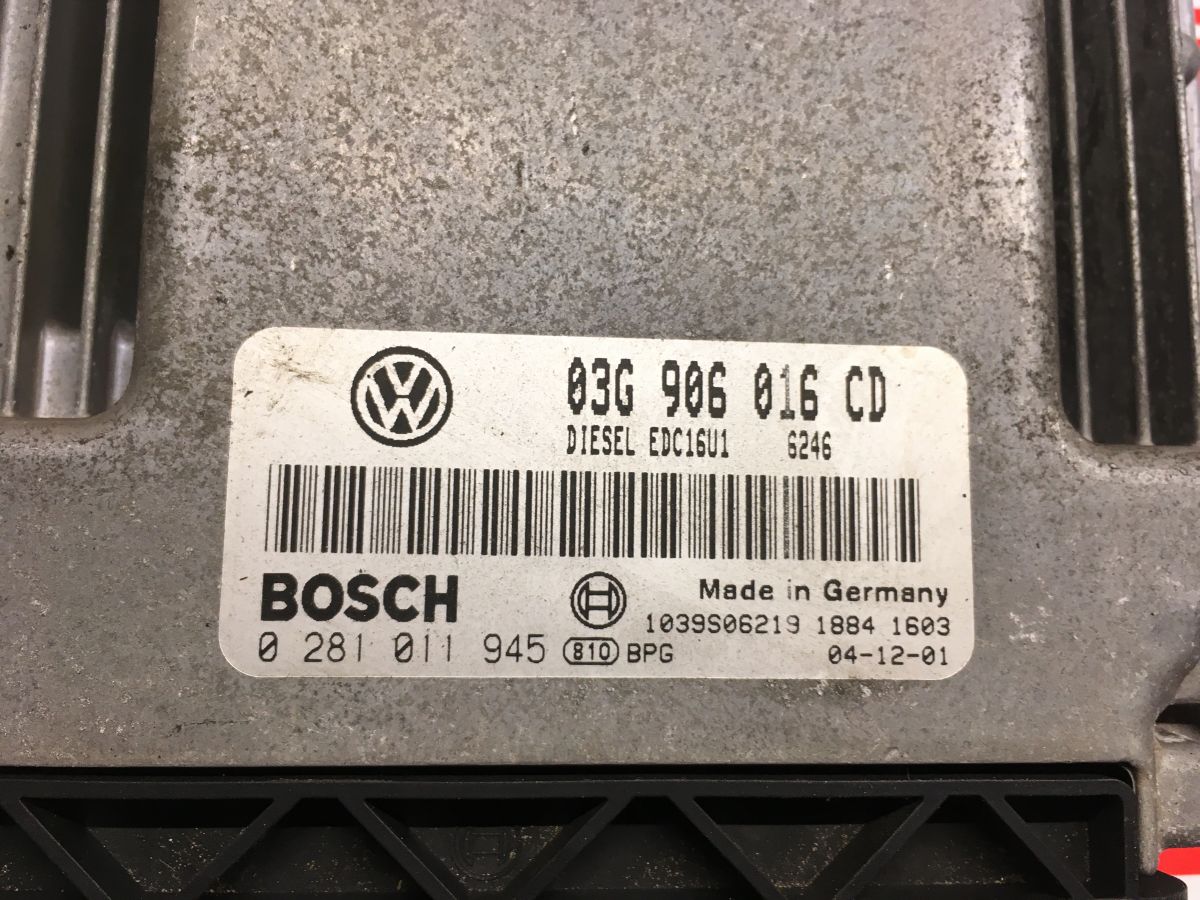 03G 906 016 CD
DIESEL EDC16U1 6246
BOSCH
Made in Germany
1039S06219 1884 1603
0 281 011 945 810 BPG
04-12-01